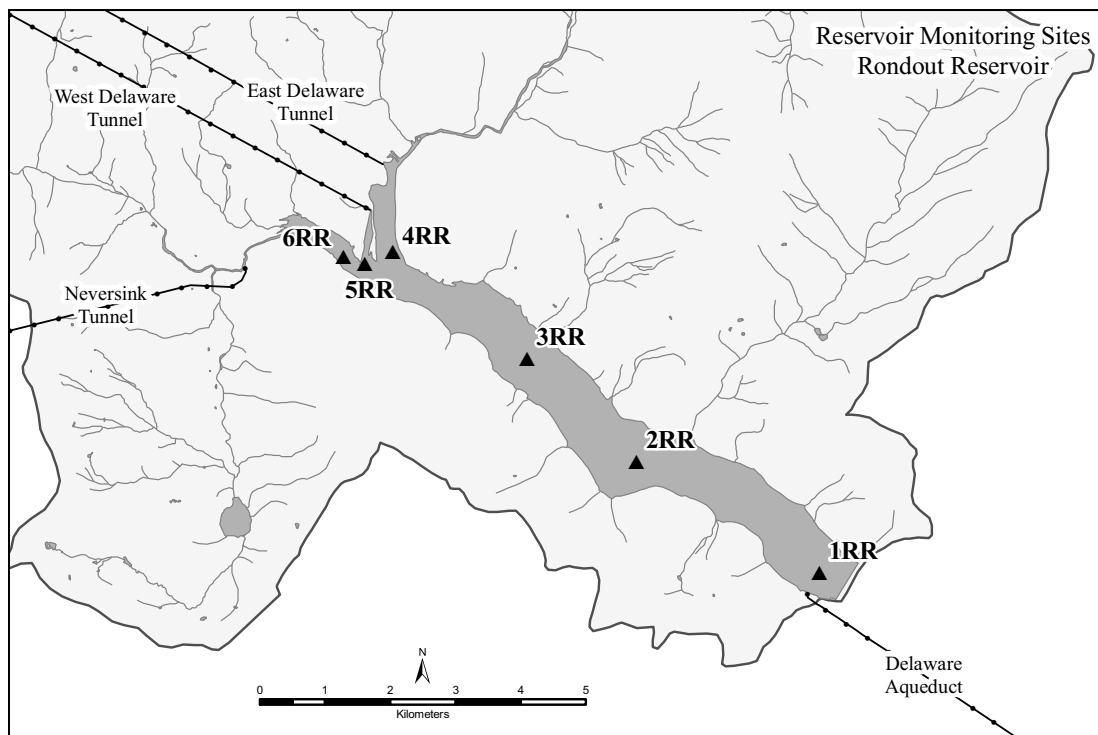 Reservoir Monitoring Sites
Rondout Reservoir
East Delaware
Tunnel
West Delaware
Tunnel
6RR
4RR
5RR
Neversink
Tunnel
3RR
2RR
1RR
N
0 1 2 3 4 5
Kilometers
Delaware
Aqueduct